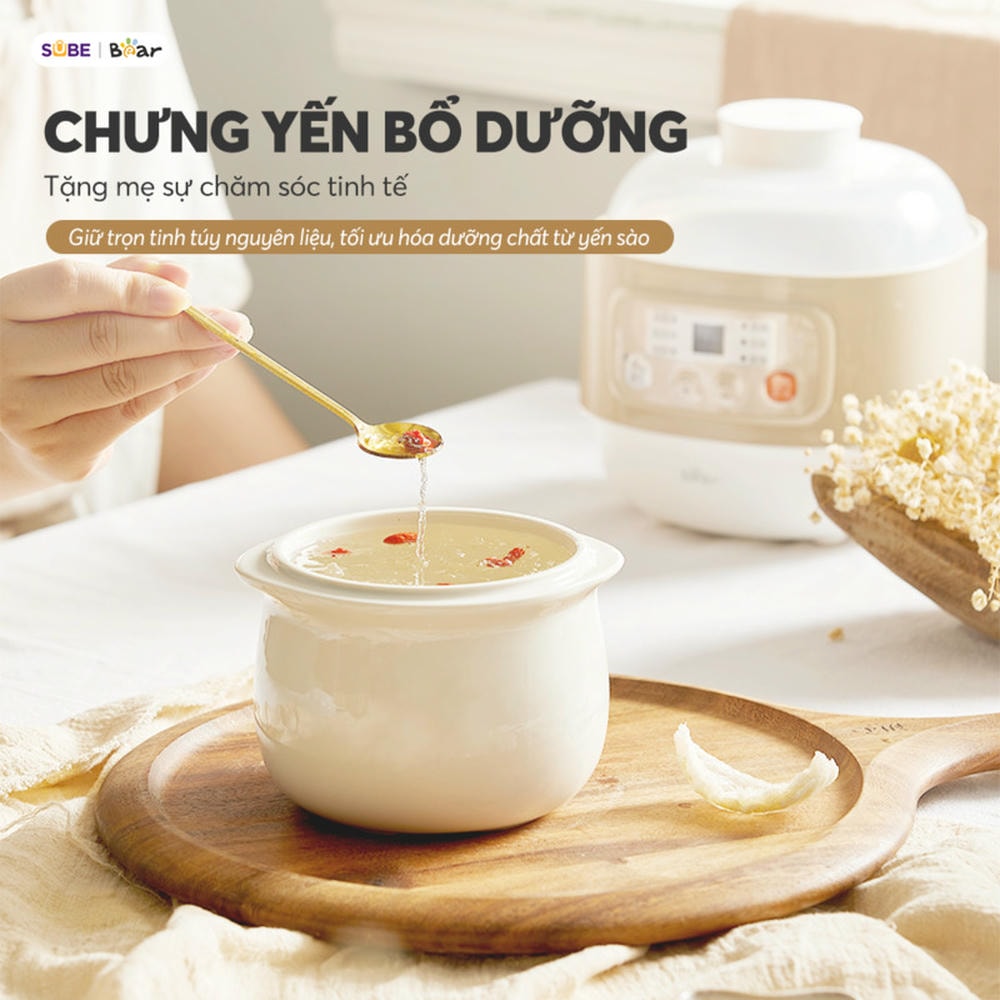 SUBE | Bear
CHƯNG YẾN BỔ DƯỠNG
Tặng mẹ sự chăm sóc tinh tế
Giữ trọn tinh túy nguyên liệu, tối ưu hóa dưỡng chất từ yến sào